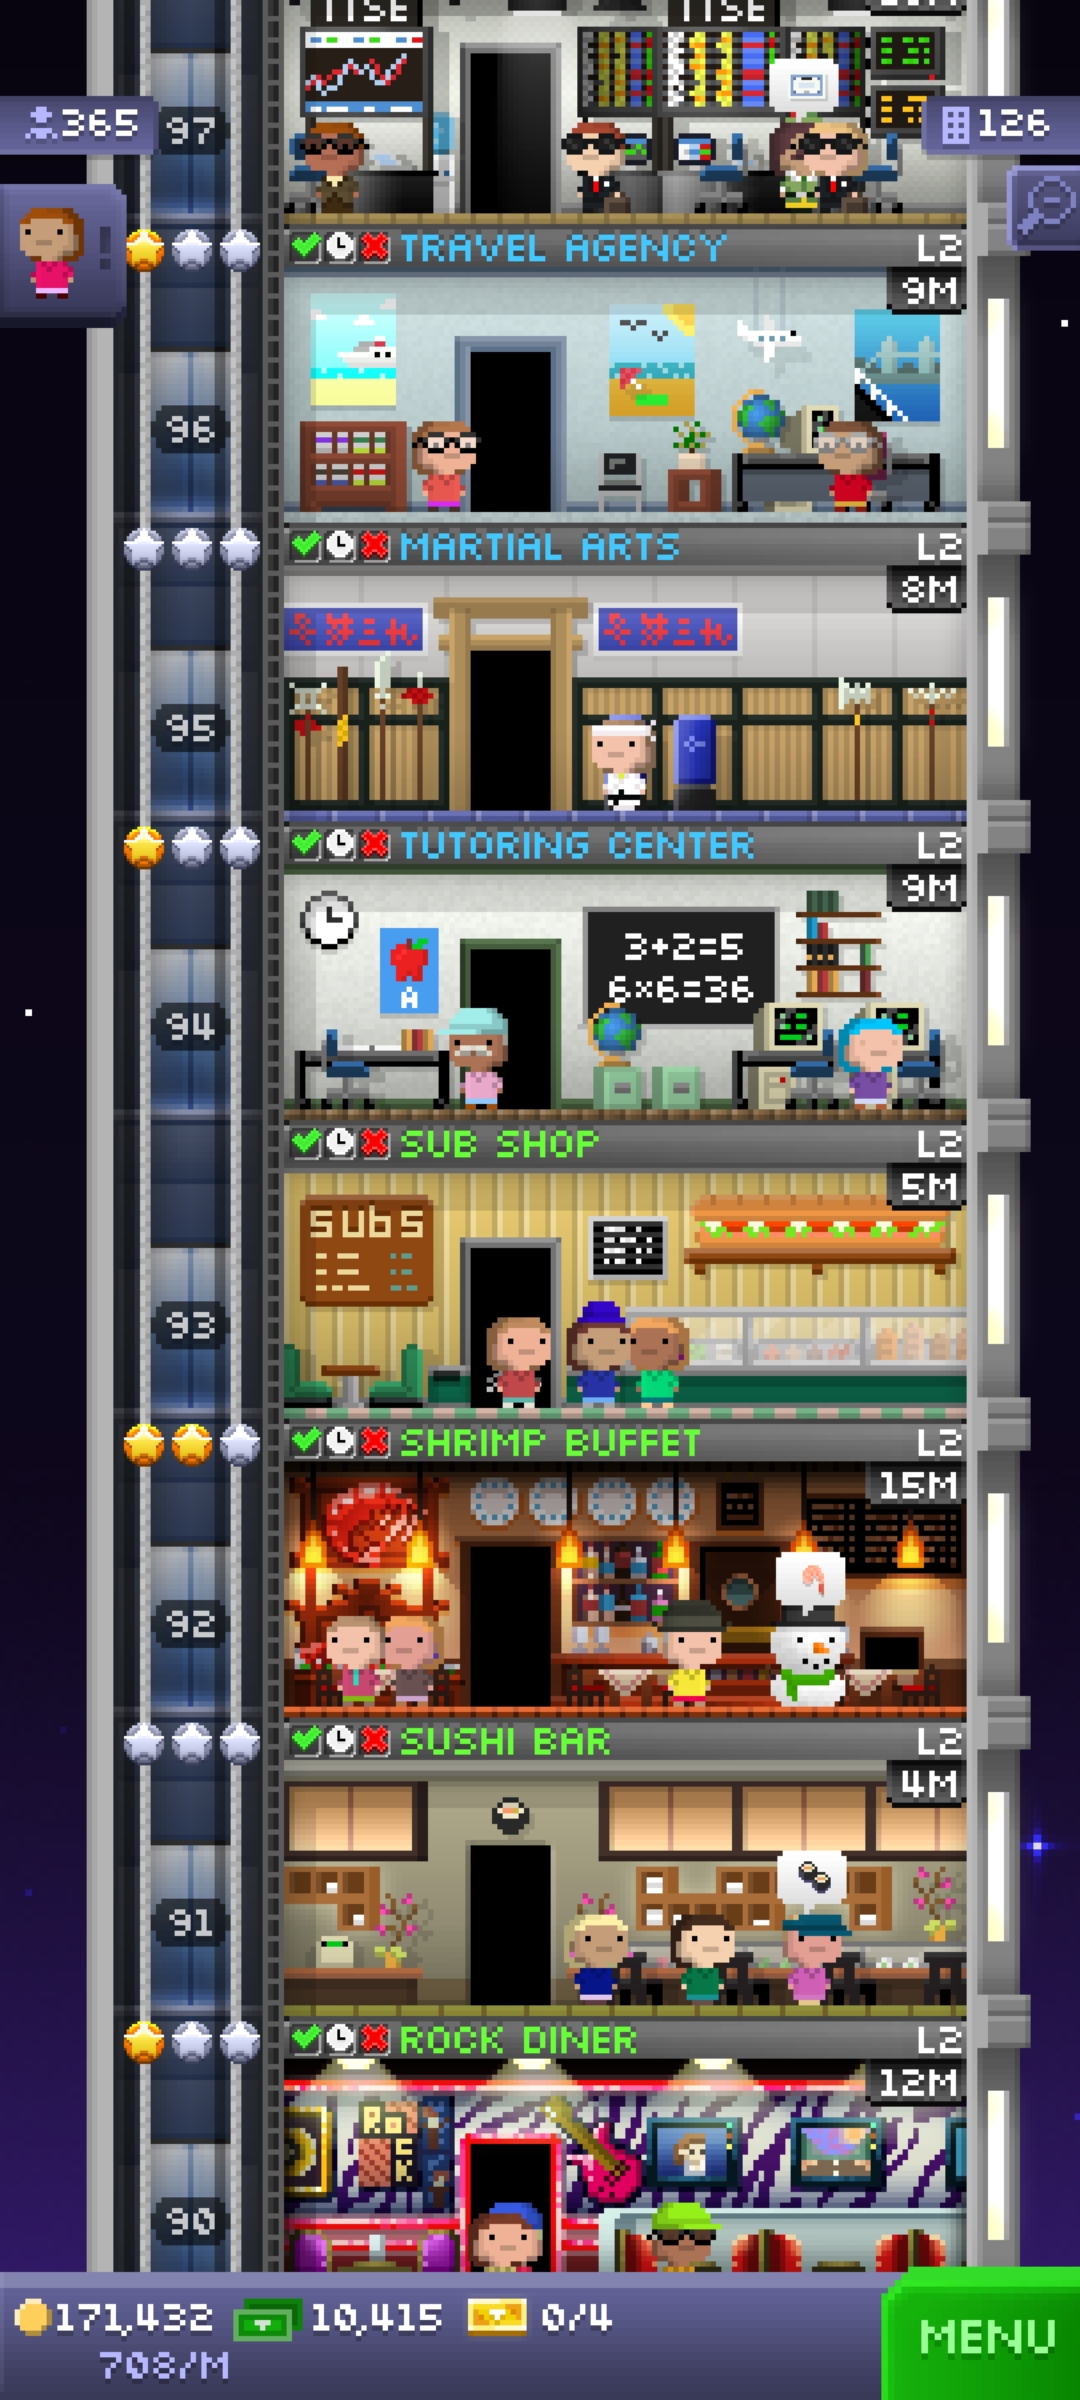 TTSE TTSE
365
97
126
TRAVEL AGENCY L2
9M
96
MARTIAL ARTS L2
8M
95
TUTORING CENTER L2
9M
3+2=5
6×6=36
A
94
SUB SHOP L2
5M
SUBS
93
SHRIMP BUFFET L2
15M
92
SUSHI BAR L2
4M
91
ROCK DINER L2
12M
ROCK
90
171,432 10,415 0/4
708/M
MENU